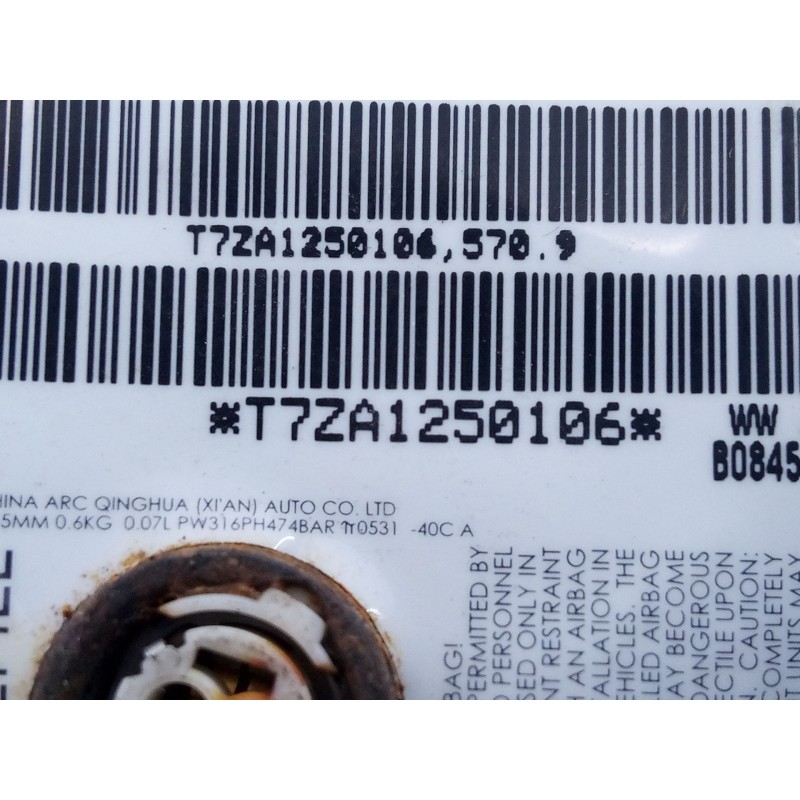 T7ZA1250106,570.9
*T7ZA1250106*
WW
B0845
HINA ARC QINGHUA (XI'AN) AUTO CO. LTD
5MM 0.6KG 0.07L PW316PH474BAR π0531 -40C A
BAG!
PERMITTED BY
PERSONNEL
SED ONLY IN
NT RESTRAINT
H AN AIRBAG
ALLATION IN
EHICLES. THE
LED AIRBAG
AY BECOME
DANGEROUS
ECTILE UPON
N. CAUTION:
COMPLETELY
T UNITS MAY